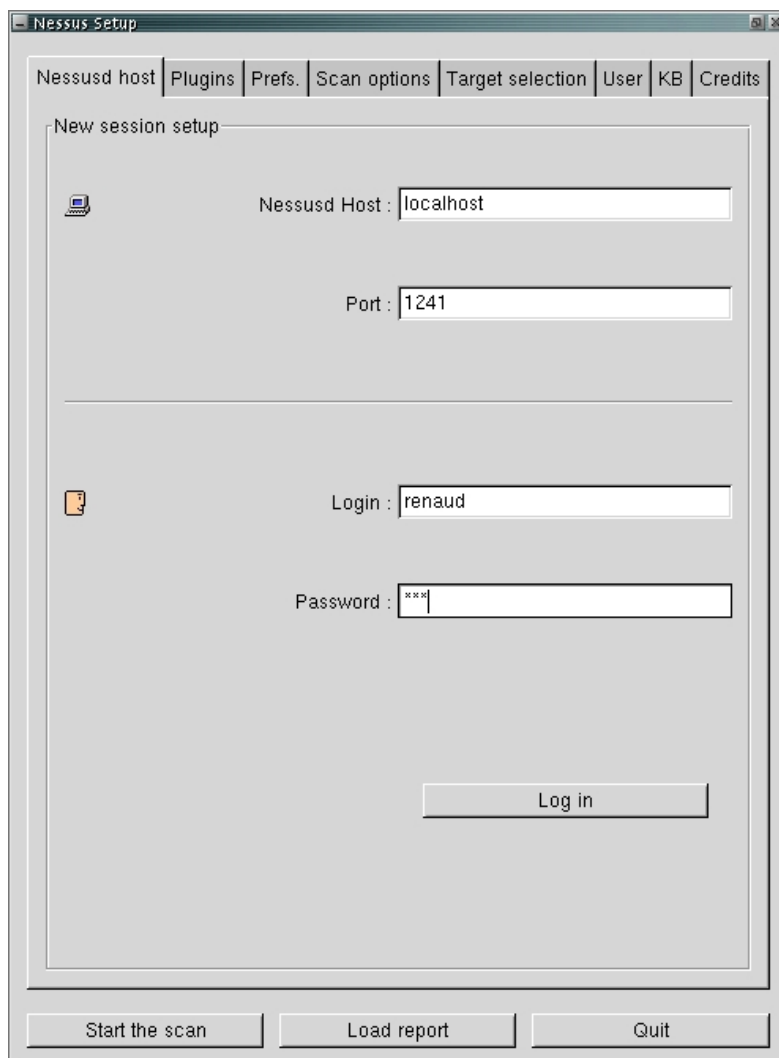 Nessus Setup
Nessusd host Plugins Prefs. Scan options Target selection User KB Credits
New session setup
Nessusd Host : localhost
Port : 1241
Login : renaud
Password : ***
Log in
Start the scan Load report Quit